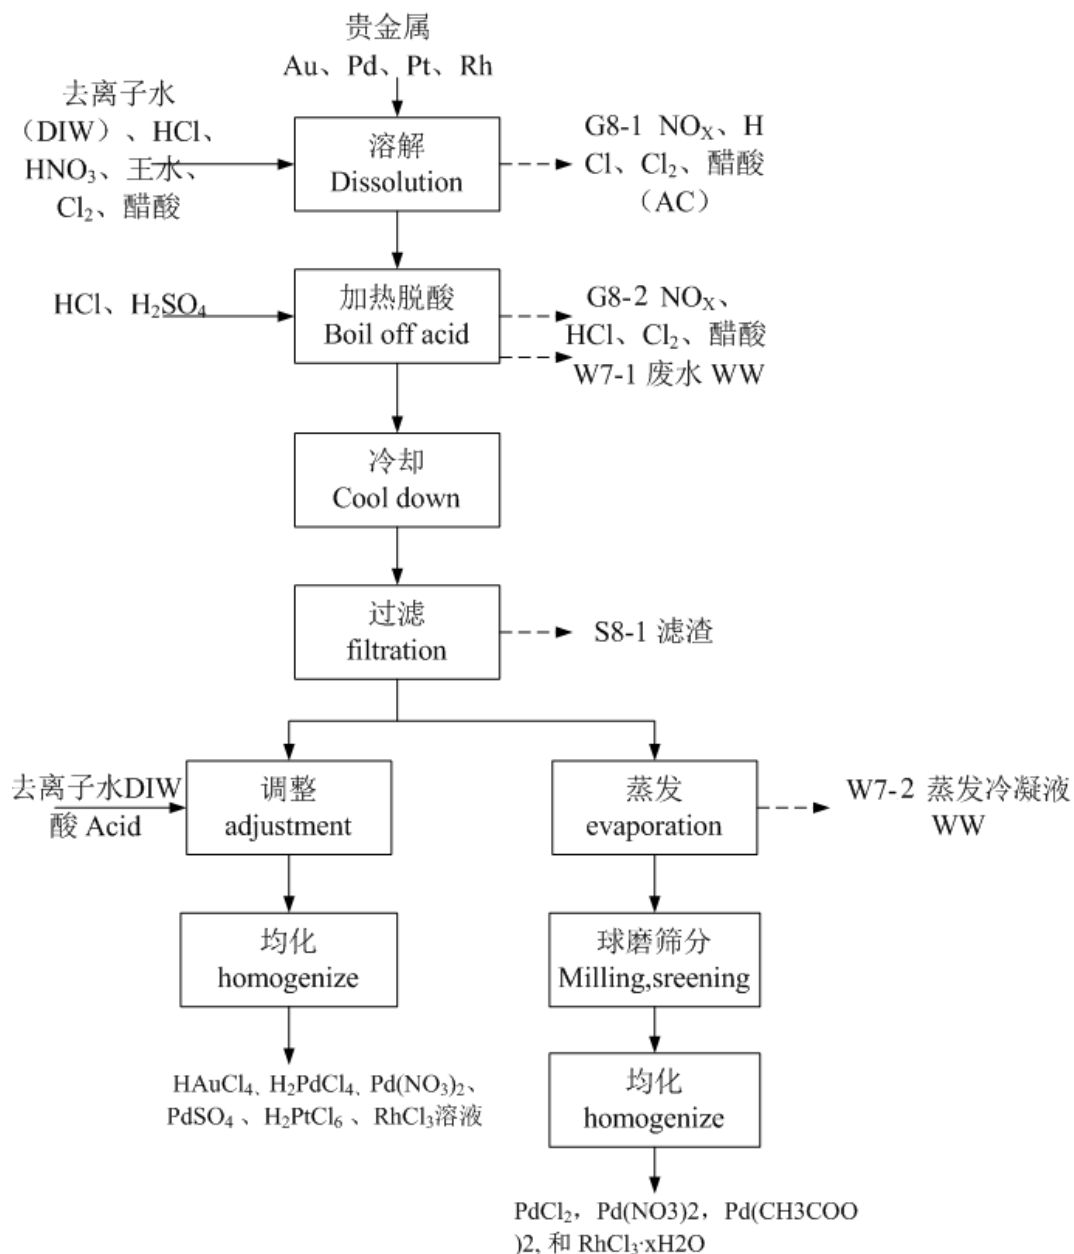 贵金属
Au、Pd、Pt、Rh
去离子水
（DIW）、HCl、
HNO₃、王水、
Cl₂、醋酸
溶解
Dissolution
G8-1 NOX、H
Cl、Cl₂、醋酸
（AC）
HCl、H₂SO₄
加热脱酸
Boil off acid
G8-2 NOX、
HCl、Cl₂、醋酸
W7-1 废水 WW
冷却
Cool down
过滤
filtration
S8-1 滤渣
去离子水DIW
酸 Acid
调整
adjustment
蒸发
evaporation
W7-2 蒸发冷凝液
WW
均化
homogenize
球磨筛分
Milling,sreening
HAuCl₄、H₂PdCl₄、Pd(NO₃)₂、
PdSO₄ 、H₂PtCl₆ 、RhCl₃溶液
均化
homogenize
PdCl₂，Pd(NO3)2，Pd(CH3COO
)2, 和 RhCl₃·xH2O